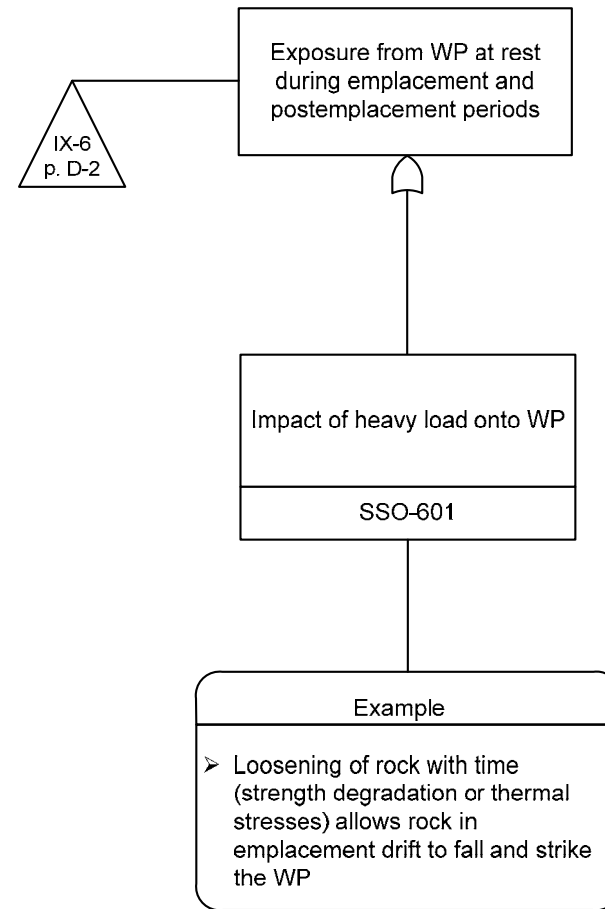 Exposure from WP at rest
during emplacement and
postemplacement periods
IX-6
p. D-2
Impact of heavy load onto WP
SSO-601
Example
➢ Loosening of rock with time
(strength degradation or thermal
stresses) allows rock in
emplacement drift to fall and strike
the WP